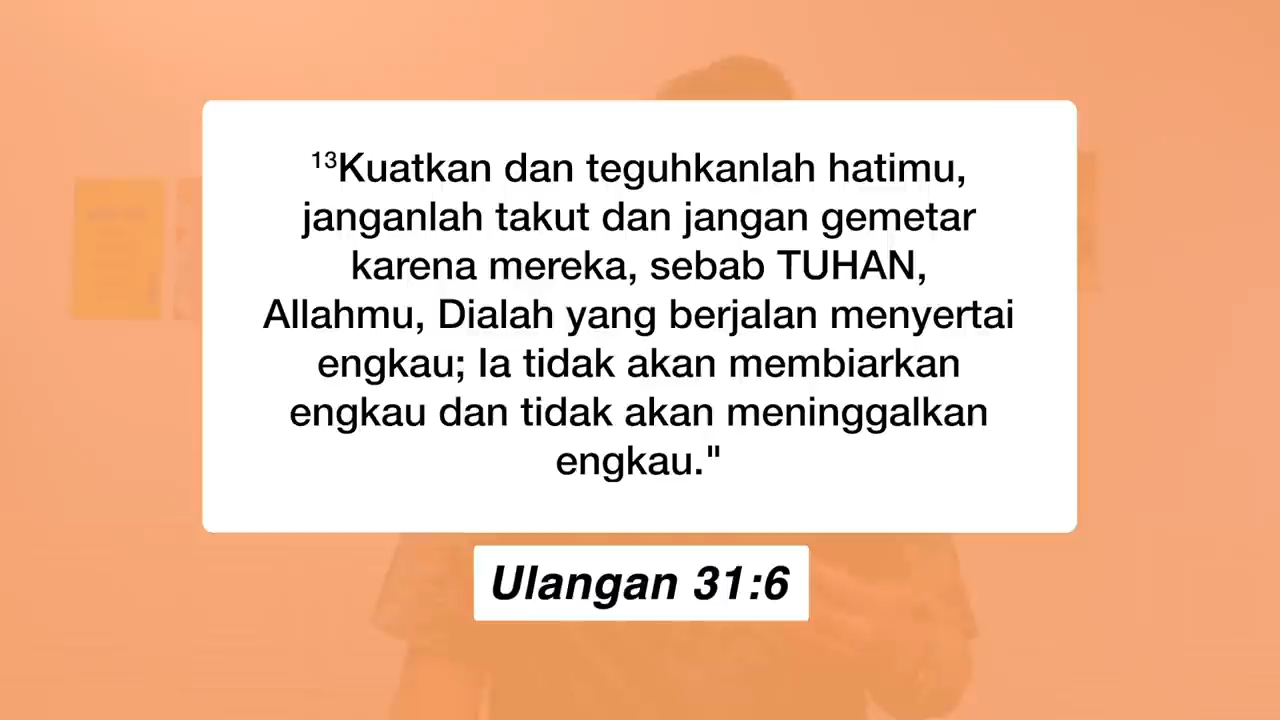 ¹³Kuatkan dan teguhkanlah hatimu,
janganlah takut dan jangan gemetar
karena mereka, sebab TUHAN,
Allahmu, Dialah yang berjalan menyertai
engkau; Ia tidak akan membiarkan
engkau dan tidak akan meninggalkan
engkau."
Ulangan 31:6